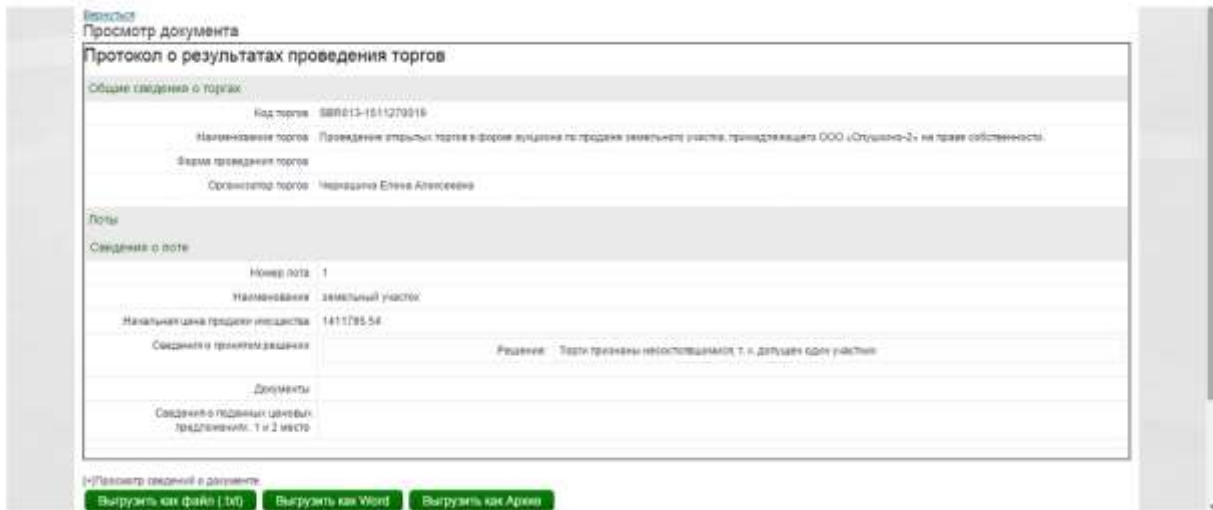 Вернуться
Просмотр документа
Протокол о результатах проведения торгов
Общие сведения о торгах
Код торгов SBR013-1511270019
Наименование торгов Проведение открытых торгов в форме аукциона по продаже земельного участка, принадлежащего ООО «Опушкино-2» на праве собственности.
Форма проведения торгов
Организатор торгов Черкашина Елена Алексеевна
Лоты
Сведения о лоте
Номер лота 1
Наименование земельный участок
Начальная цена продажи имущества 1411785.54
Сведения о принятом решении
Решение Торги признаны несостоявшимися, т. к. допущен один участник
Документы
Сведения о поданных ценовых
предложениях. 1 и 2 место
[+]Просмотр сведений о документе
Выгрузить как файл (.txt) Выгрузить как Word Выгрузить как Архив